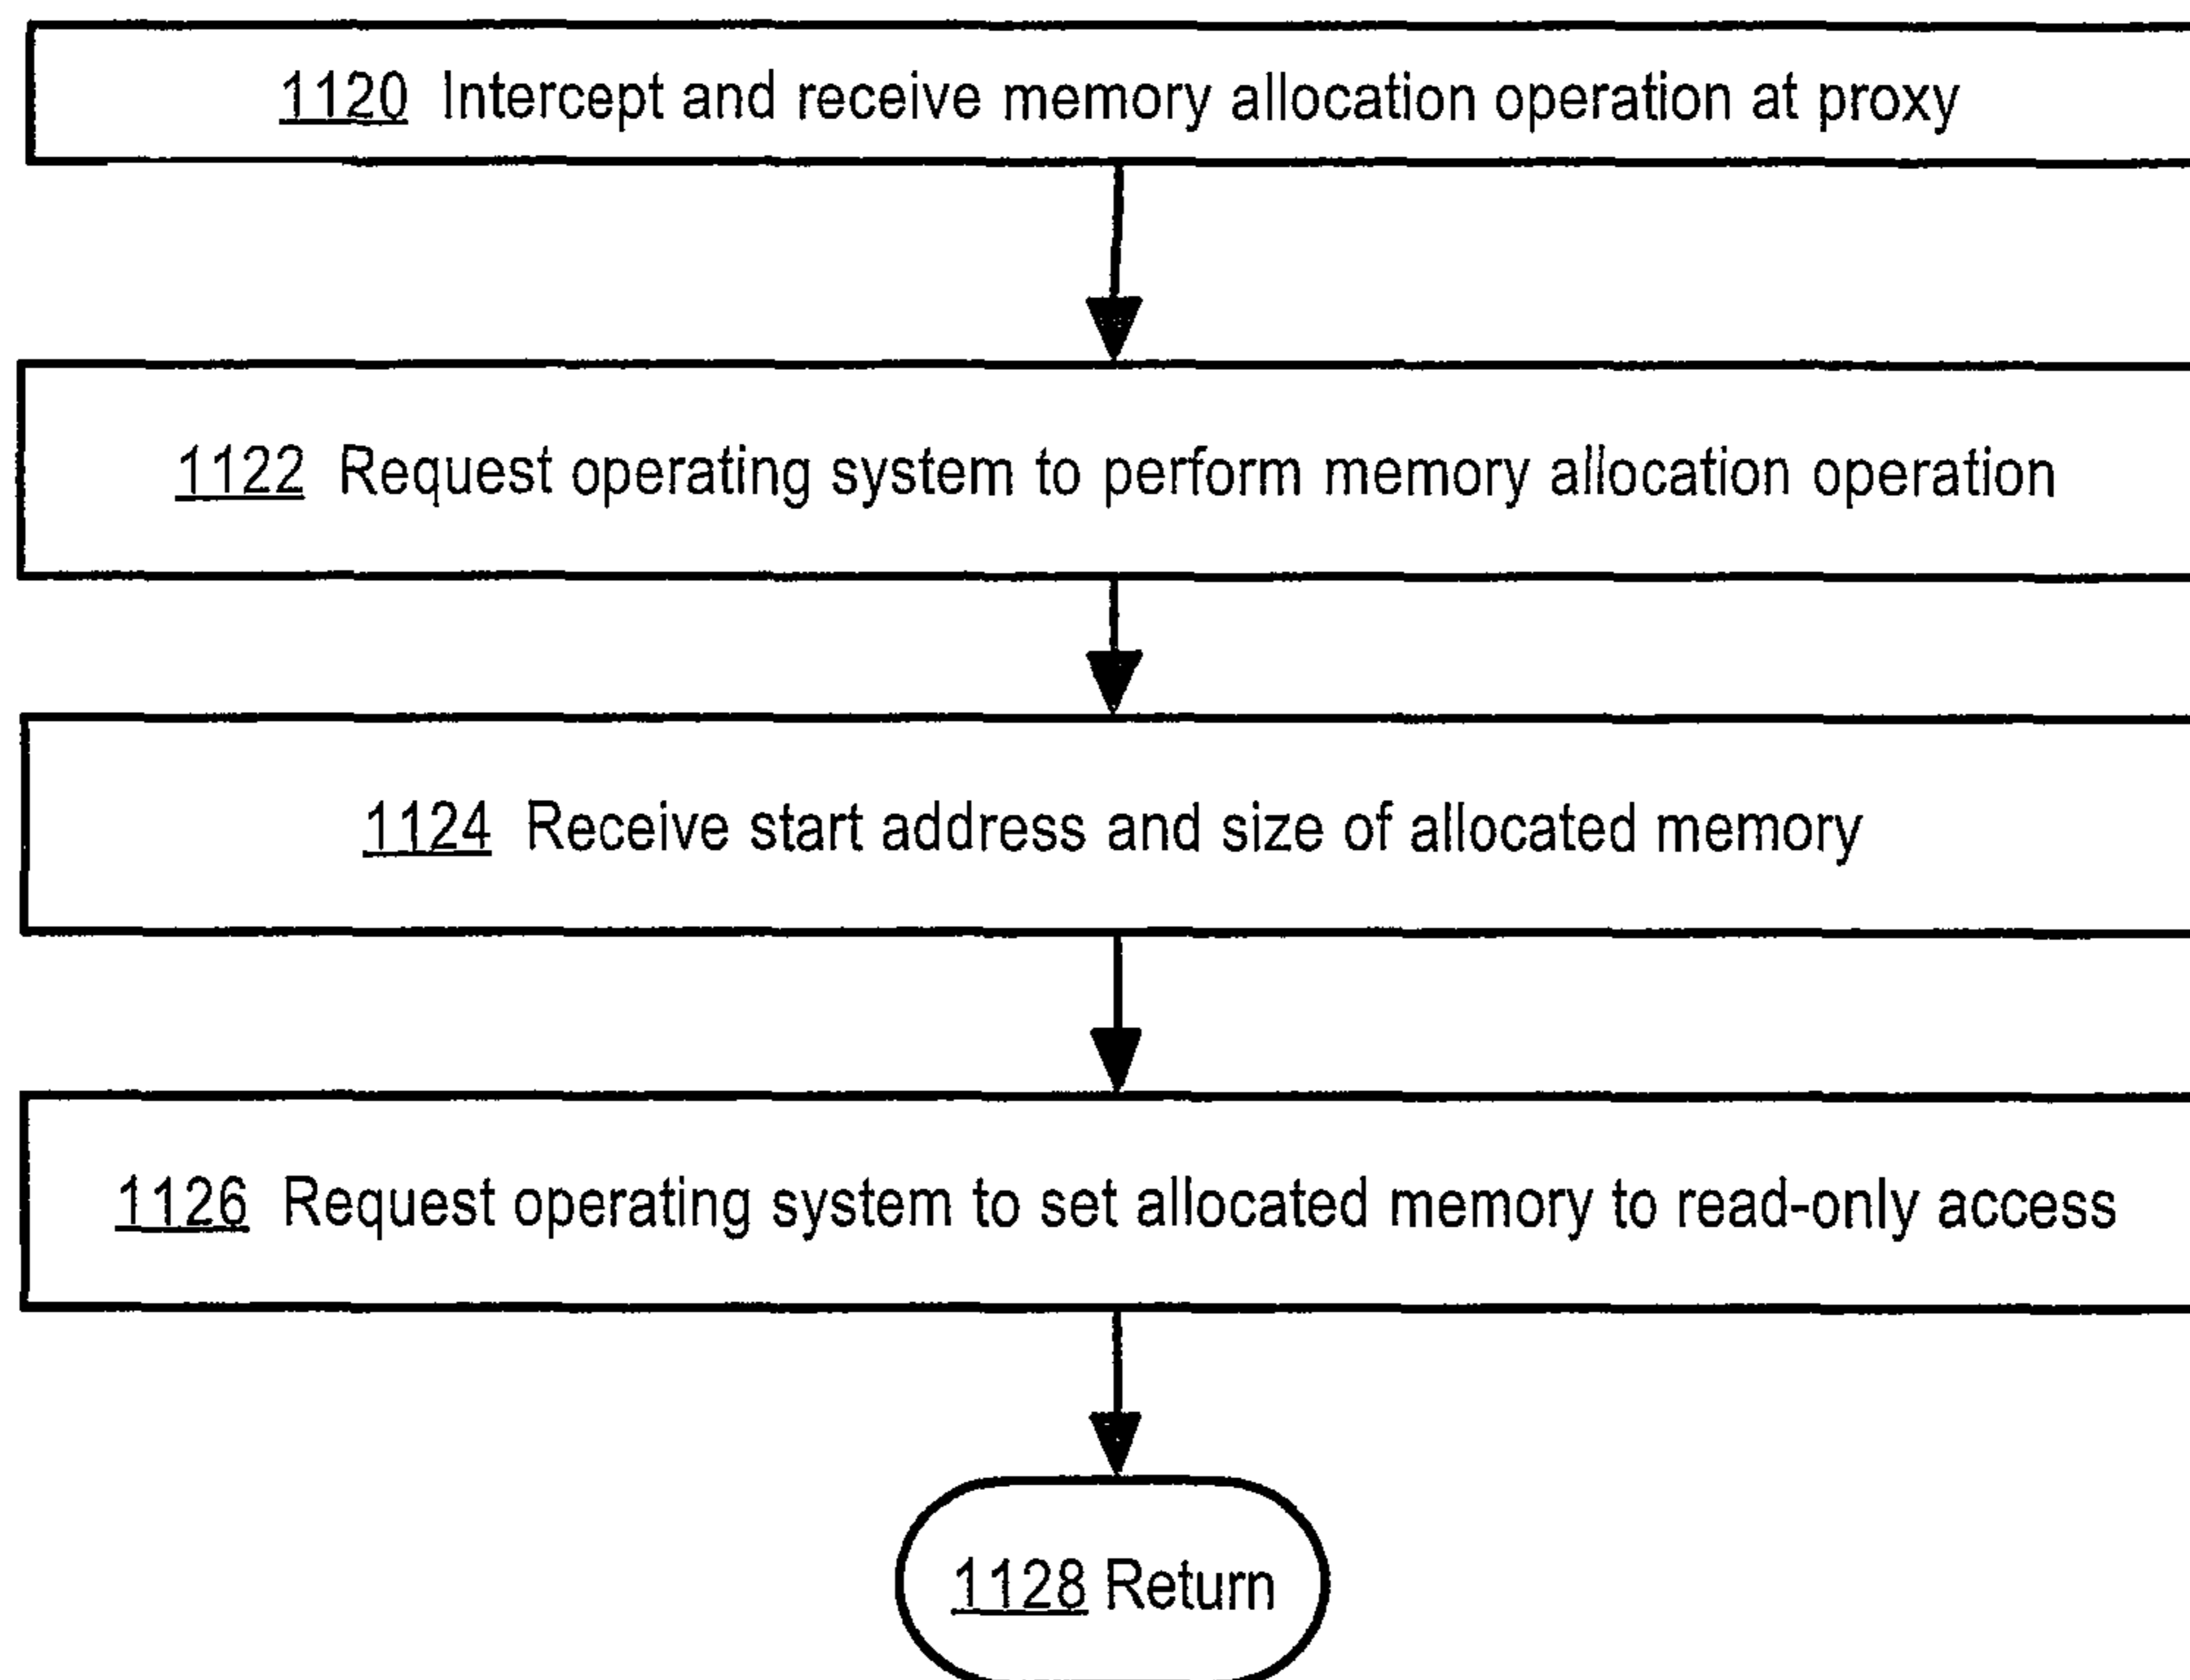 1120 Intercept and receive memory allocation operation at proxy
1122 Request operating system to perform memory allocation operation
1124 Receive start address and size of allocated memory
1126 Request operating system to set allocated memory to read-only access
1128 Return